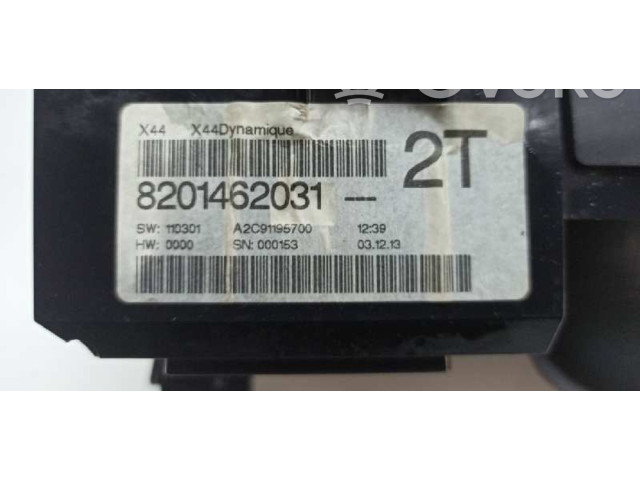 X44 X44Dynamique
2T
8201462031 ---
SW: 110301 A2C91195700 12:39
HW: 0000 SN: 000153 03.12.13